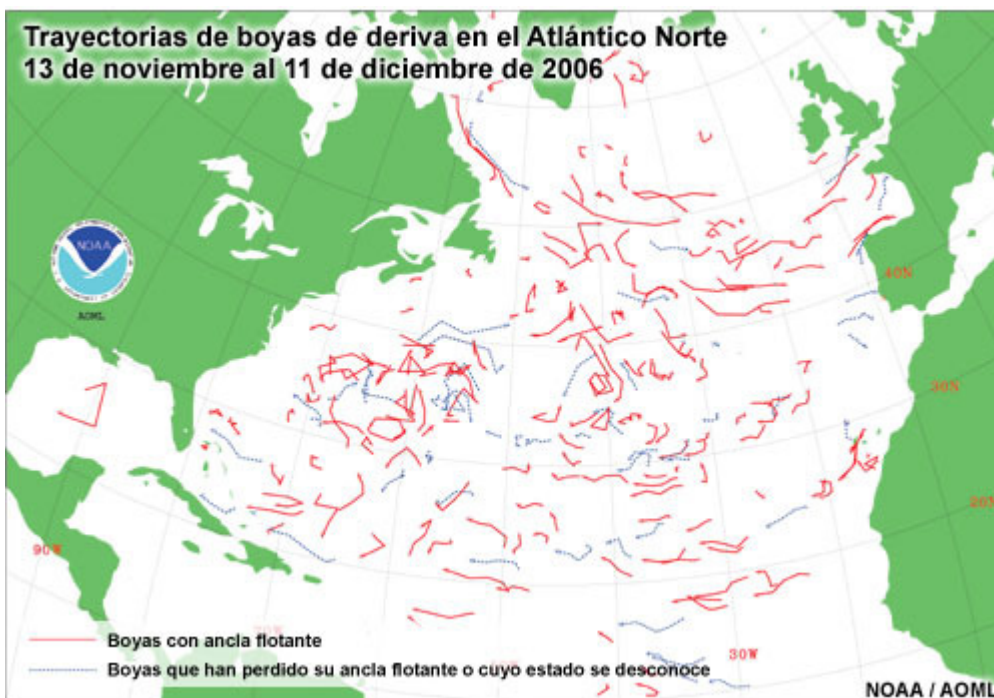 Trayectorias de boyas de deriva en el Atlántico Norte
13 de noviembre al 11 de diciembre de 2006
NOAA
AOML
40N
30N
20N
90W
30W
Boyas con ancla flotante
Boyas que han perdido su ancla flotante o cuyo estado se desconoce
NOAA / AOML